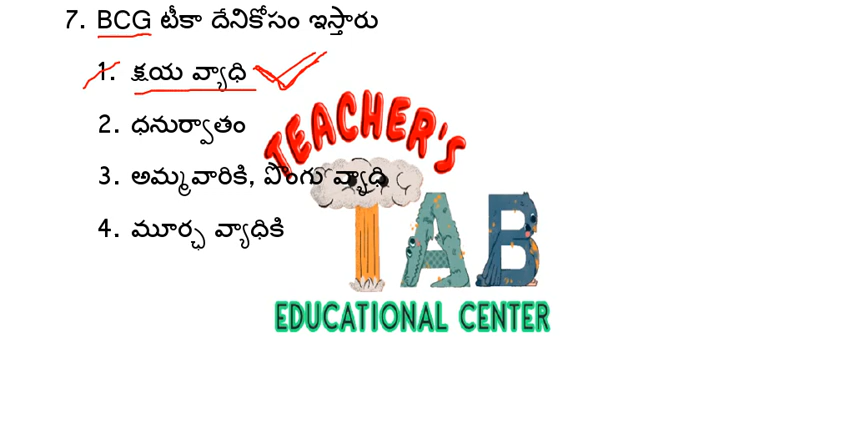 7. BCG టీకా దేనికోసం ఇస్తారు
1. క్షయ వ్యాధి
2. ధనుర్వాతం
3. అమ్మవారికి, పొంగు వ్యాధి
4. మూర్ఛ వ్యాధికి
TEACHER'S
TAB
EDUCATIONAL CENTER